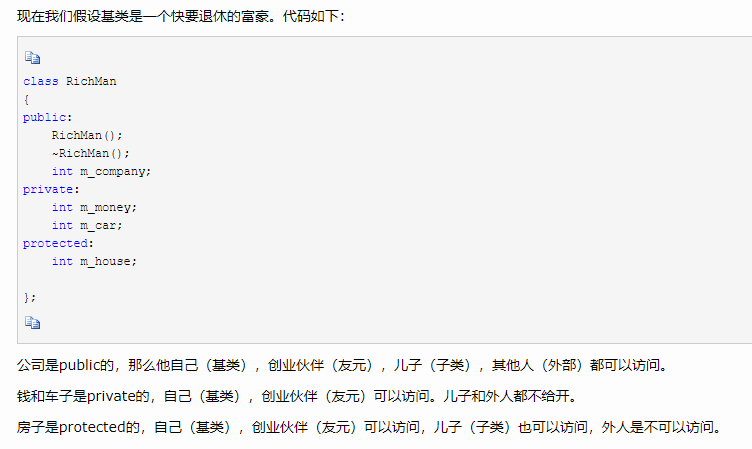 现在我们假设基类是一个快要退休的富豪。代码如下：
class RichMan
{
public:
    RichMan();
    ~RichMan();
    int m_company;
private:
    int m_money;
    int m_car;
protected:
    int m_house;
};
公司是public的，那么他自己（基类），创业伙伴（友元），儿子（子类），其他人（外部）都可以访问。
钱和车子是private的，自己（基类），创业伙伴（友元）可以访问。儿子和外人都不给开。
房子是protected的，自己（基类），创业伙伴（友元）可以访问，儿子（子类）也可以访问，外人是不可以访问。